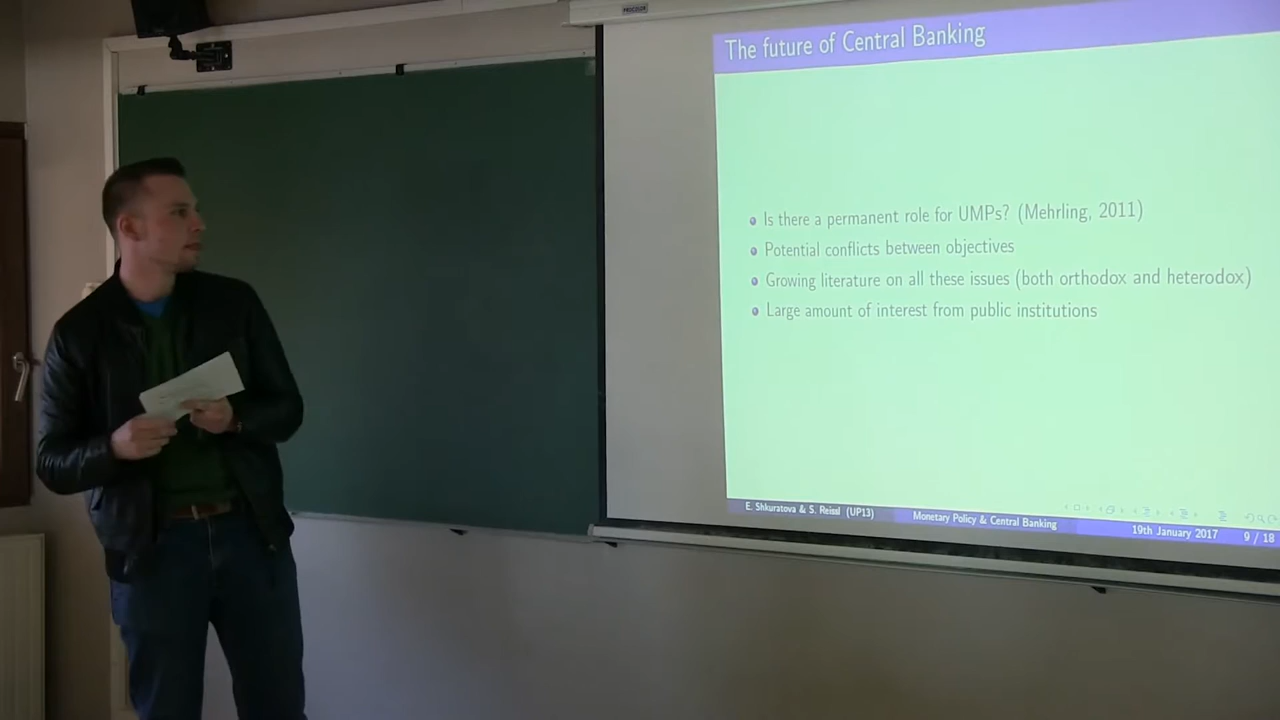 The future of Central Banking
Is there a permanent role for UMPs? (Mehrling, 2011)
Potential conflicts between objectives
Growing literature on all these issues (both orthodox and heterodox)
Large amount of interest from public institutions
E. Shkuratova & S. Reissl (UP13) Monetary Policy & Central Banking 19th January 2017 9 / 18